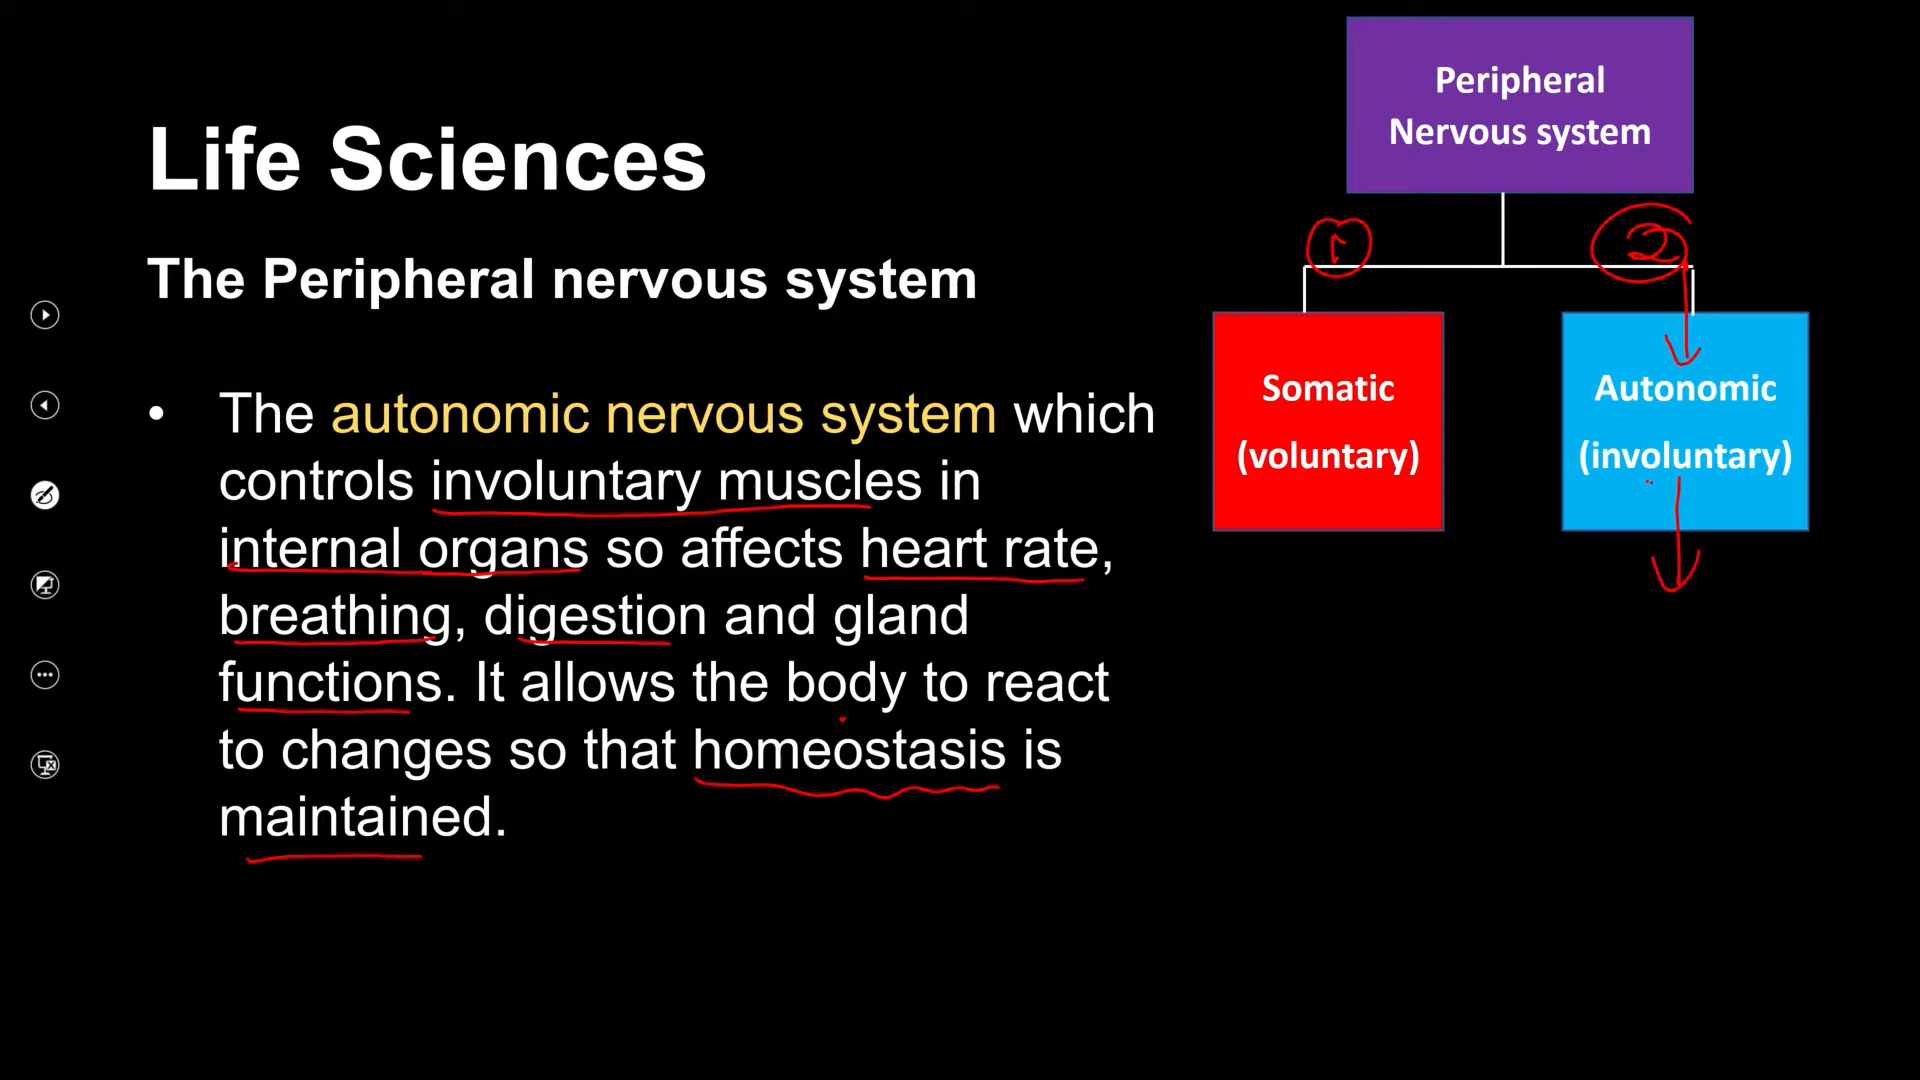 Life Sciences
The Peripheral nervous system
• The autonomic nervous system which
controls involuntary muscles in
internal organs so affects heart rate,
breathing, digestion and gland
functions. It allows the body to react
to changes so that homeostasis is
maintained.
Peripheral
Nervous system
1
2
Somatic
(voluntary)
Autonomic
(involuntary)